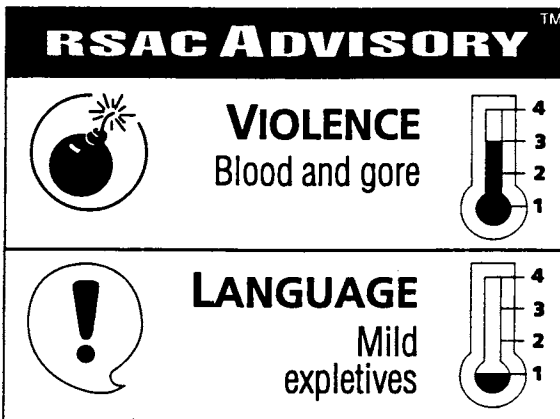 RSAC ADVISORY TM
VIOLENCE
Blood and gore
4
3
2
1
LANGUAGE
Mild
expletives
4
3
2
1